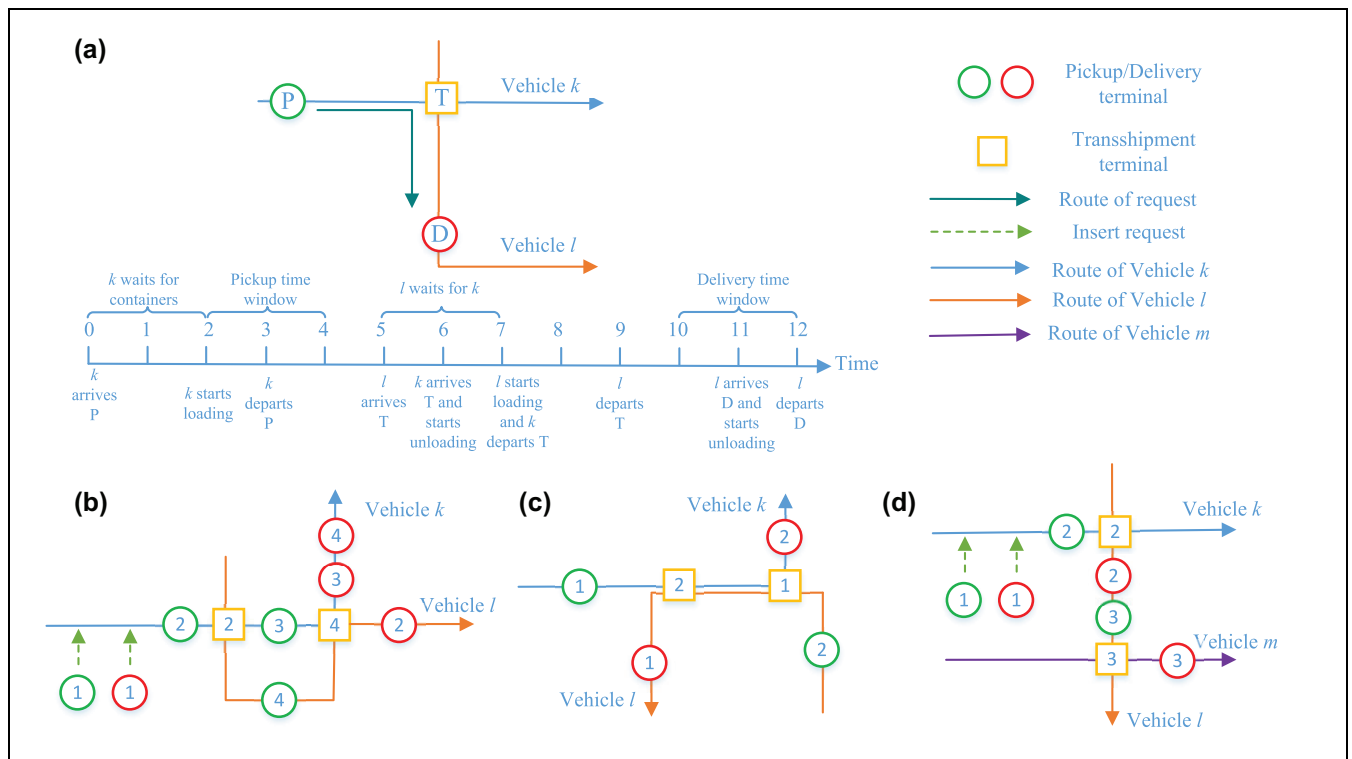 (a)
P
T
Vehicle k
D
Vehicle l
k waits for
containers
Pickup time
window
l waits for k
Delivery time
window
0 1 2 3 4 5 6 7 8 9 10 11 12
Time
k
arrives
P
k starts
loading
k
departs
P
l
arrives
T
k arrives
T and
starts
unloading
l starts
loading
and k
departs T
l
departs
T
l arrives
D and
starts
unloading
l
departs
D
Pickup/Delivery
terminal
Transshipment
terminal
Route of request
Insert request
Route of Vehicle k
Route of Vehicle l
Route of Vehicle m
(b)
Vehicle k
4
3
Vehicle l
2 2 3 4 2
1 1
4
(c)
Vehicle k
2
1 2 1
1
2
Vehicle l
(d)
Vehicle k
2 2
2
1 1
3
Vehicle m
3 3
Vehicle l